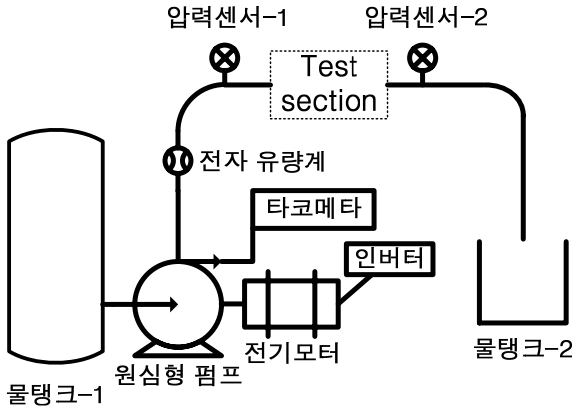 압력센서-1
압력센서-2
Test
section
전자 유량계
타코메타
인버터
전기모터
물탱크-2
원심형 펌프
물탱크-1